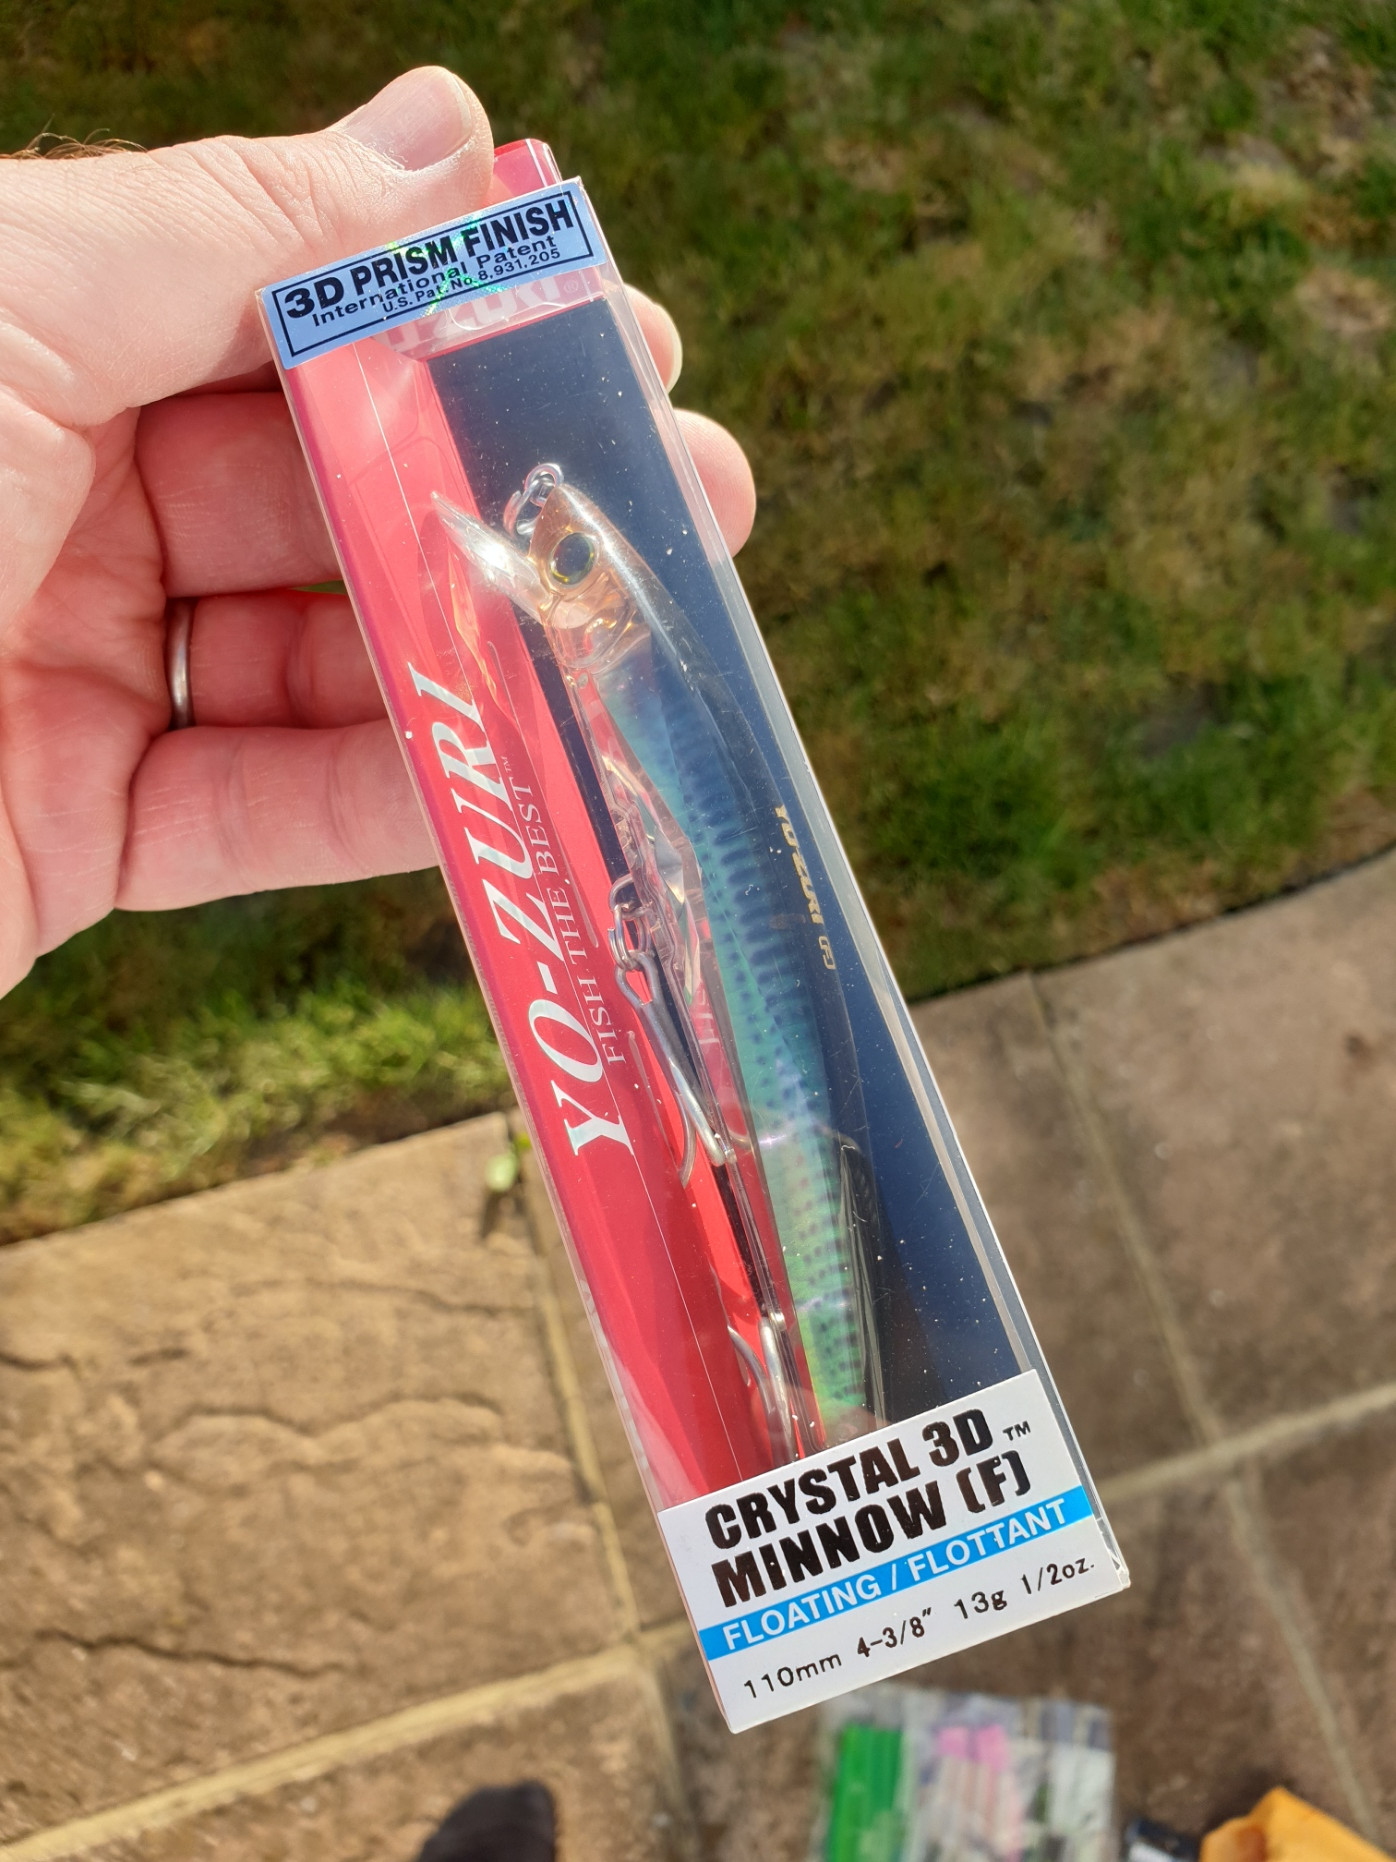 3D PRISM FINISH
International Patent
U.S. Pat. No.8,931,205
YO-ZURI
FISH THE BEST™
YO-ZURI (F)
CRYSTAL 3D™
MINNOW (F)
FLOATING / FLOTTANT
110mm 4-3/8" 13g 1/2oz.